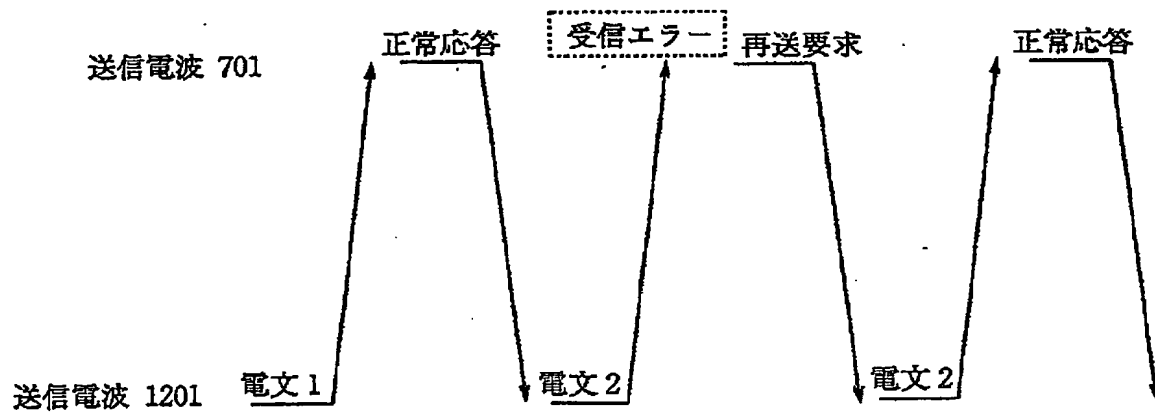 正常応答
受信エラー
再送要求
正常応答
送信電波 701
送信電波 1201
電文1
電文2
電文2